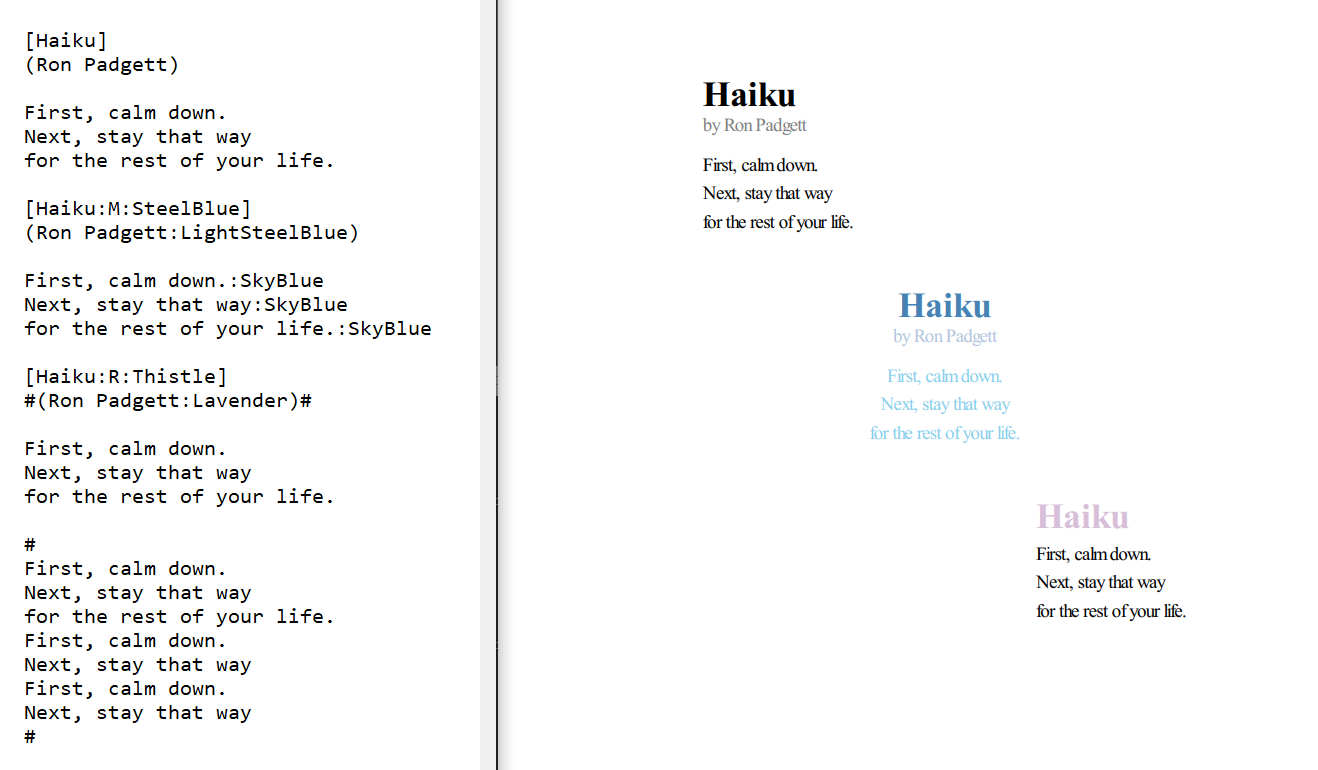 [Haiku]
(Ron Padgett)
First, calm down.
Next, stay that way
for the rest of your life.
[Haiku:M:SteelBlue]
(Ron Padgett:LightSteelBlue)
First, calm down.:SkyBlue
Next, stay that way:SkyBlue
for the rest of your life.:SkyBlue
[Haiku:R:Thistle]
#(Ron Padgett:Lavender)#
First, calm down.
Next, stay that way
for the rest of your life.
#
First, calm down.
Next, stay that way
for the rest of your life.
First, calm down.
Next, stay that way
First, calm down.
Next, stay that way
#
Haiku
by Ron Padgett
First, calm down.
Next, stay that way
for the rest of your life.
Haiku
by Ron Padgett
First, calm down.
Next, stay that way
for the rest of your life.
Haiku
First, calm down.
Next, stay that way
for the rest of your life.